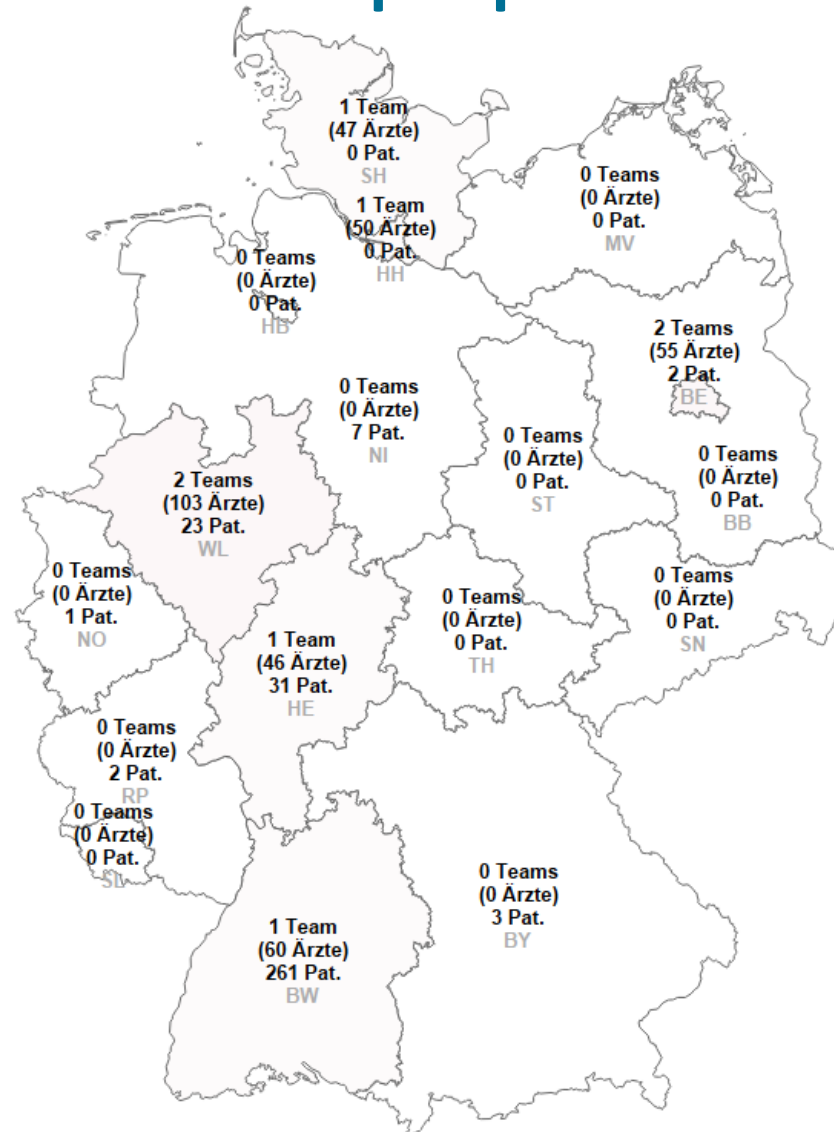 1 Team
(47 Ärzte)
0 Pat.
SH
1 Team
(50 Ärzte)
0 Pat.
HH
0 Teams
(0 Ärzte)
0 Pat.
MV
0 Teams
(0 Ärzte)
0 Pat.
HB
2 Teams
(55 Ärzte)
2 Pat.
BE
0 Teams
(0 Ärzte)
7 Pat.
NI
0 Teams
(0 Ärzte)
0 Pat.
ST
0 Teams
(0 Ärzte)
0 Pat.
BB
2 Teams
(103 Ärzte)
23 Pat.
WL
0 Teams
(0 Ärzte)
1 Pat.
NO
1 Team
(46 Ärzte)
31 Pat.
HE
0 Teams
(0 Ärzte)
0 Pat.
TH
0 Teams
(0 Ärzte)
0 Pat.
SN
0 Teams
(0 Ärzte)
2 Pat.
RP
0 Teams
(0 Ärzte)
0 Pat.
SL
1 Team
(60 Ärzte)
261 Pat.
BW
0 Teams
(0 Ärzte)
3 Pat.
BY